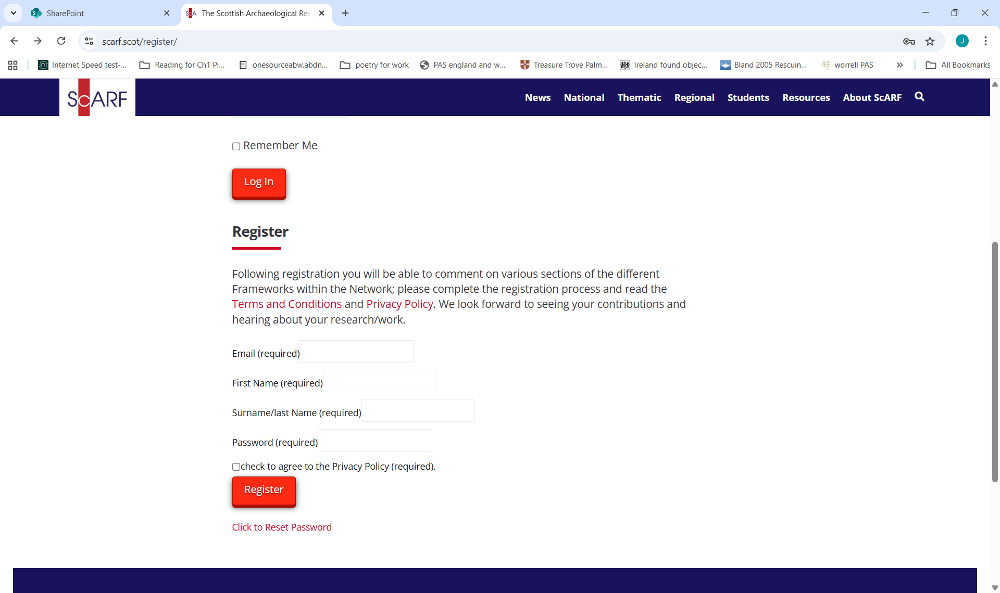 SharePoint
The Scottish Archaeological Res
scarf.scot/register/
J
Internet Speed test-...
Reading for Ch1 Pi...
onesourceabw.abdn...
poetry for work
PAS england and w...
Treasure Trove Palm...
Ireland found objec...
Bland 2005 Rescuin...
worrell PAS
All Bookmarks
ScARF
News
National
Thematic
Regional
Students
Resources
About ScARF
Remember Me
Log In
Register
Following registration you will be able to comment on various sections of the different
Frameworks within the Network; please complete the registration process and read the
Terms and Conditions and Privacy Policy. We look forward to seeing your contributions and
hearing about your research/work.
Email (required)
First Name (required)
Surname/last Name (required)
Password (required)
check to agree to the Privacy Policy (required).
Register
Click to Reset Password